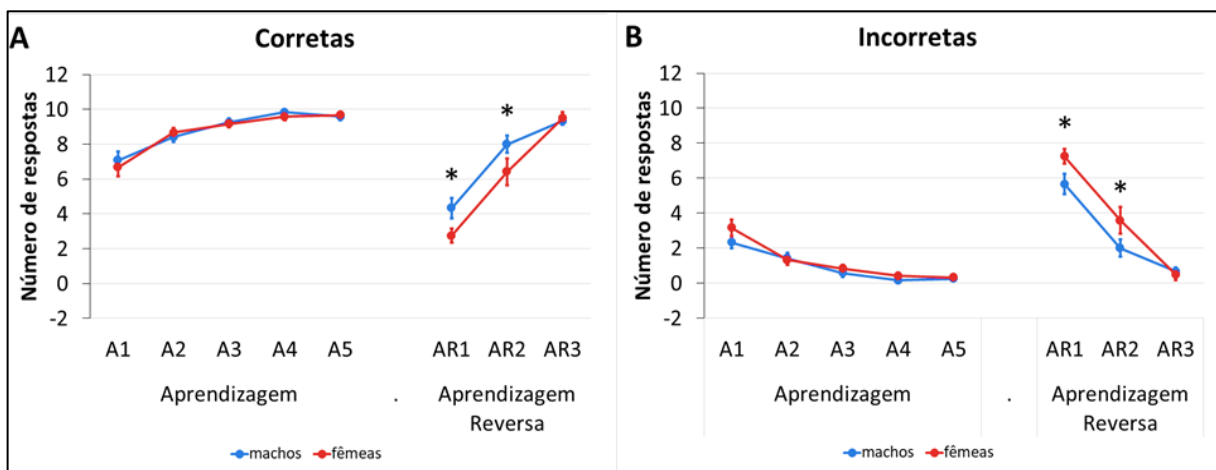 A
Corretas
Número de respostas
12
10
8
6
4
2
0
-2
*
*
A1 A2 A3 A4 A5 AR1 AR2 AR3
Aprendizagem . Aprendizagem
Reversa
machos fêmeas
B
Incorretas
Número de respostas
12
10
8
6
4
2
0
-2
*
*
A1 A2 A3 A4 A5 AR1 AR2 AR3
Aprendizagem . Aprendizagem
Reversa
machos fêmeas